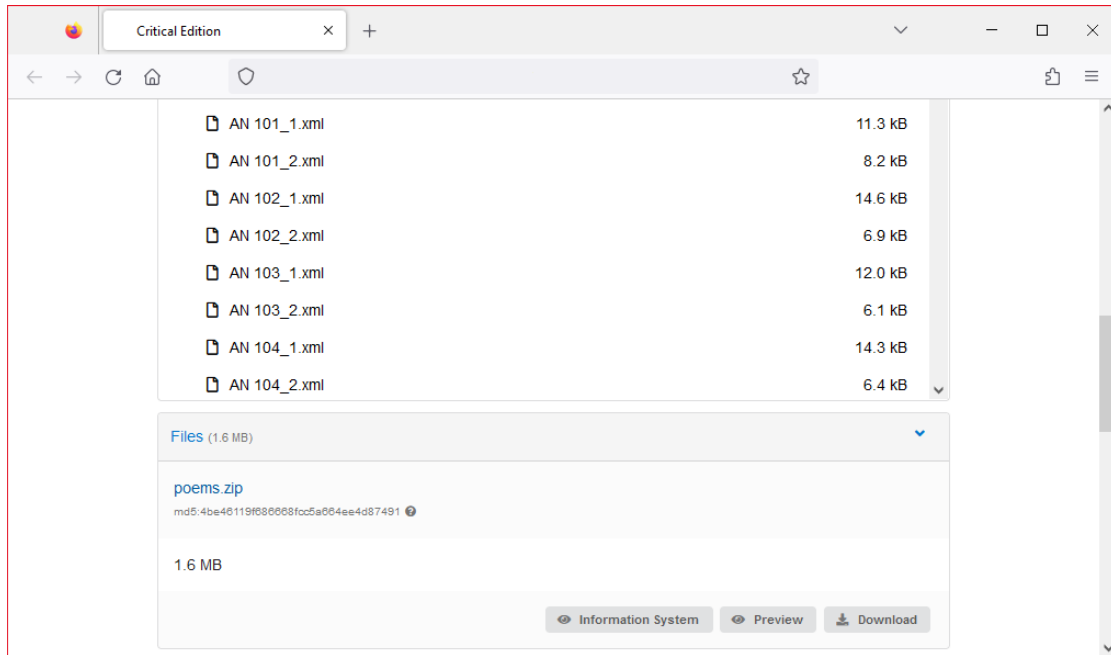 Critical Edition
AN 101_1.xml 11.3 kB
AN 101_2.xml 8.2 kB
AN 102_1.xml 14.6 kB
AN 102_2.xml 6.9 kB
AN 103_1.xml 12.0 kB
AN 103_2.xml 6.1 kB
AN 104_1.xml 14.3 kB
AN 104_2.xml 6.4 kB
Files (1.6 MB)
poems.zip
md5:4be46119f686668fcc5a664ee4d87491
1.6 MB
Information System Preview Download